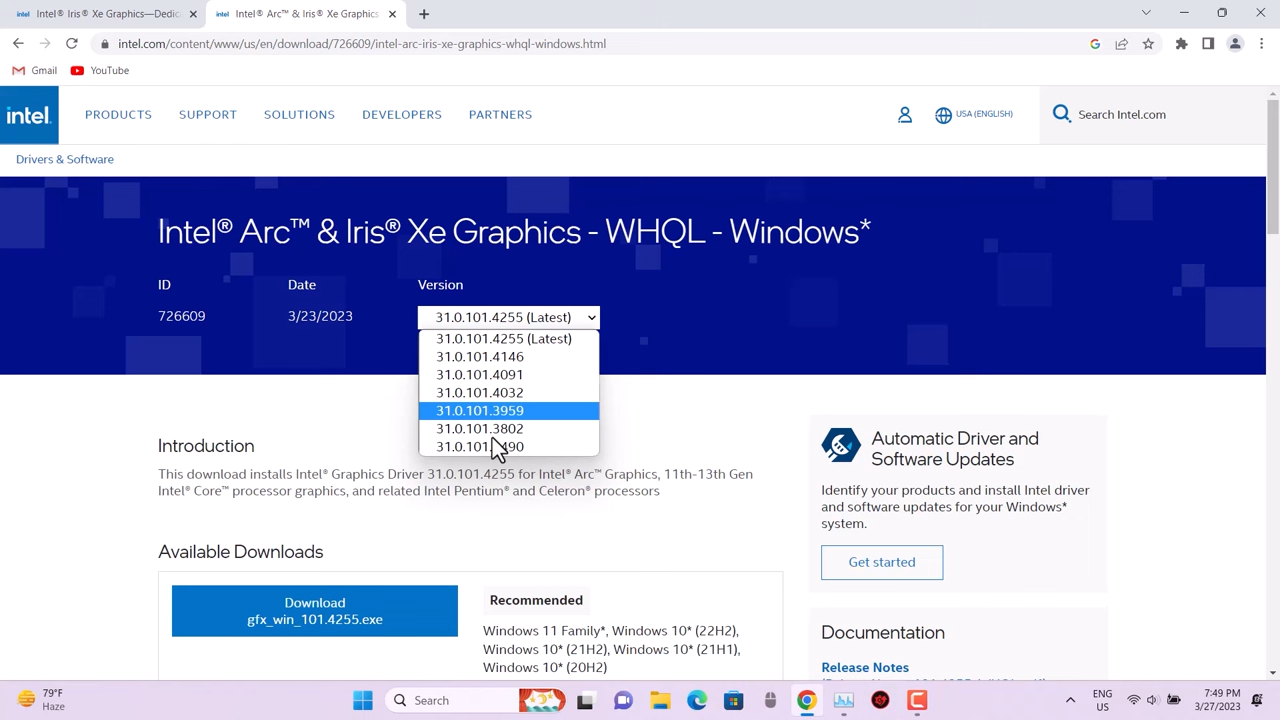 Intel® Iris® Xe Graphics—Dedic
Intel® Arc™ & Iris® Xe Graphics
intel.com/content/www/us/en/download/726609/intel-arc-iris-xe-graphics-whql-windows.html
Gmail
YouTube
intel.
PRODUCTS
SUPPORT
SOLUTIONS
DEVELOPERS
PARTNERS
USA (ENGLISH)
Search Intel.com
Drivers & Software
Intel® Arc™ & Iris® Xe Graphics - WHQL - Windows*
ID
Date
Version
726609
3/23/2023
31.0.101.4255 (Latest)
31.0.101.4255 (Latest)
31.0.101.4146
31.0.101.4091
31.0.101.4032
31.0.101.3959
31.0.101.3802
Introduction
This download installs Intel® Graphics Driver 31.0.101.4255 for Intel® Arc™ Graphics, 11th-13th Gen
Intel® Core™ processor graphics, and related Intel Pentium® and Celeron® processors
Automatic Driver and
Software Updates
Identify your products and install Intel driver
and software updates for your Windows*
system.
Get started
Available Downloads
Download
gfx_win_101.4255.exe
Recommended
Windows 11 Family*, Windows 10* (22H2),
Windows 10* (21H2), Windows 10* (21H1),
Windows 10* (20H2)
Documentation
Release Notes
79°F
Haze
Search
ENG
US
7:49 PM
3/27/2023